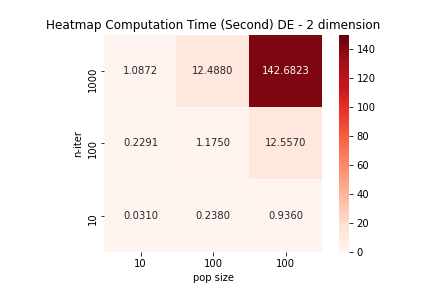 Heatmap Computation Time (Second) DE - 2 dimension
1000 1.0872 12.4880 142.6823
100 0.2291 1.1750 12.5570
10 0.0310 0.2380 0.9360
10 100 100
n-iter
pop size
140
120
100
80
60
40
20
0